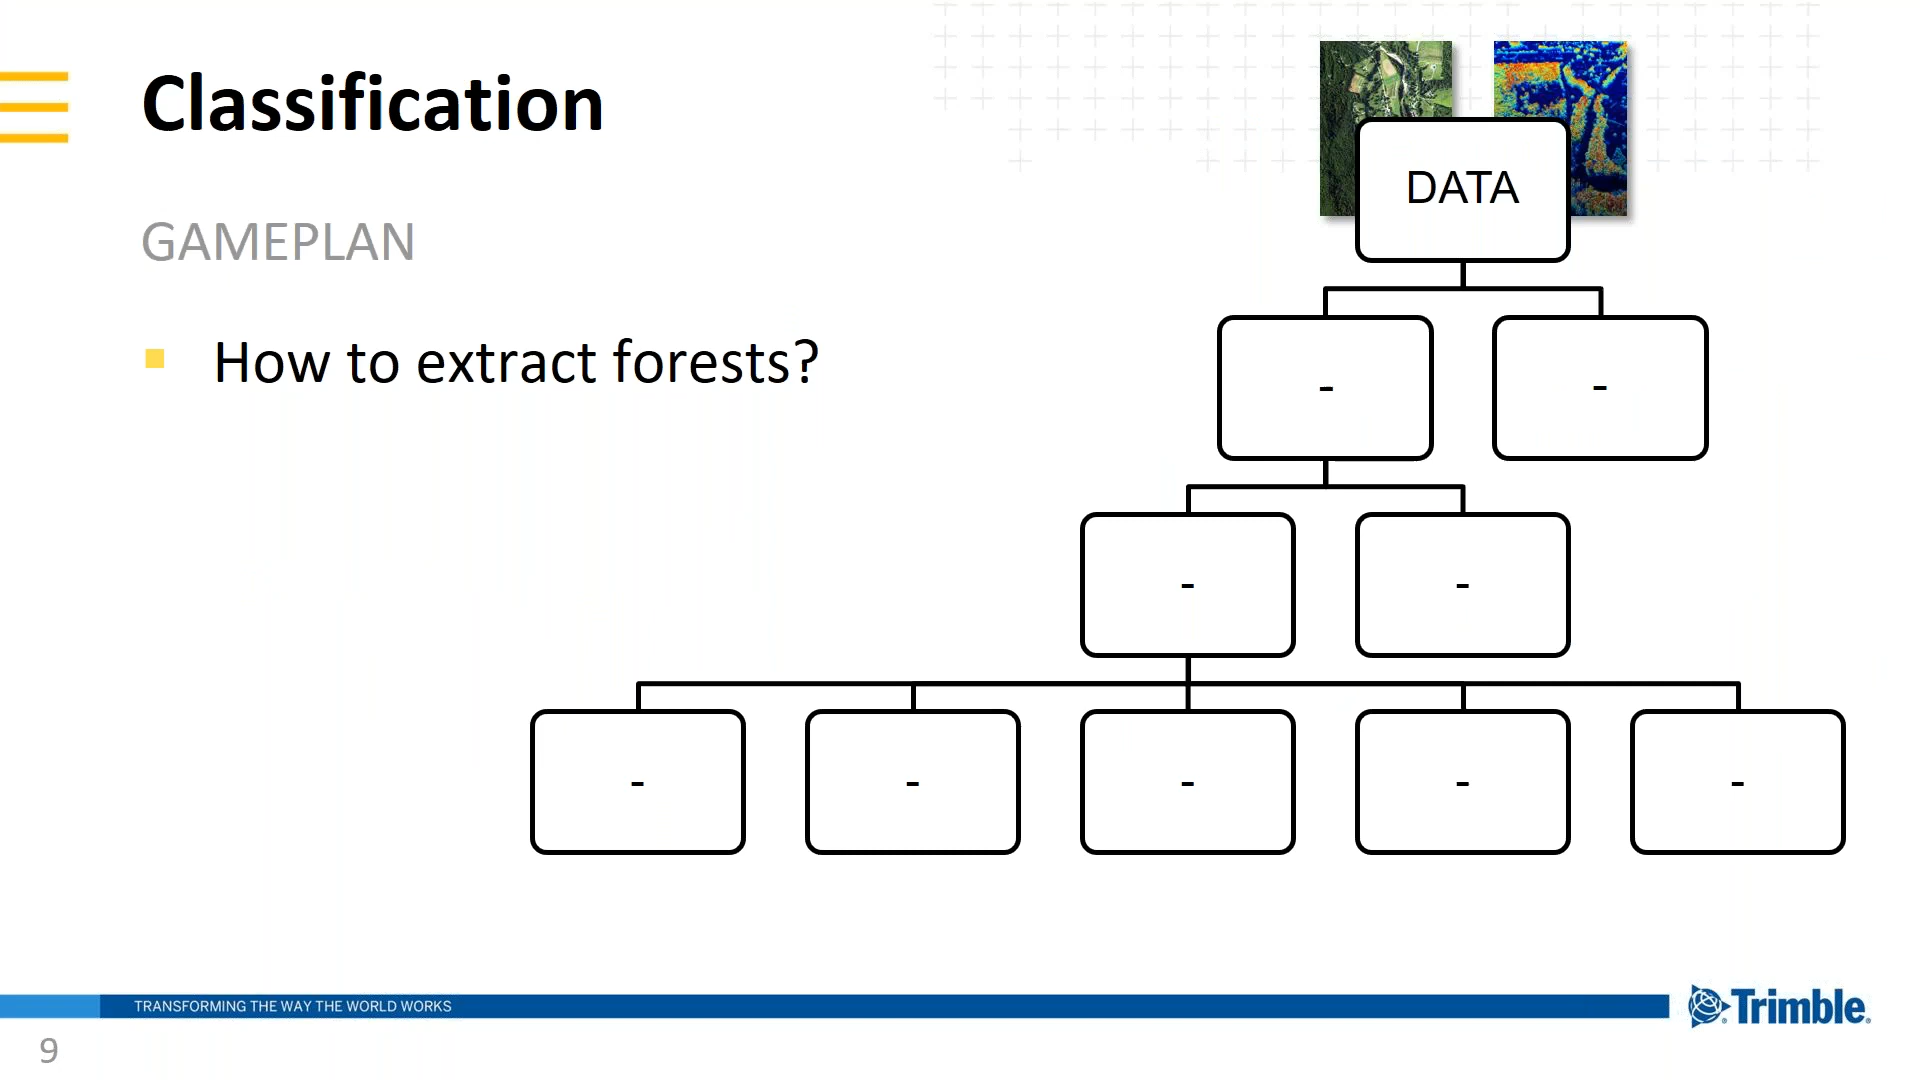 Classification
GAMEPLAN
How to extract forests?
DATA
-
-
-
-
-
-
-
-
-
TRANSFORMING THE WAY THE WORLD WORKS
Trimble
9